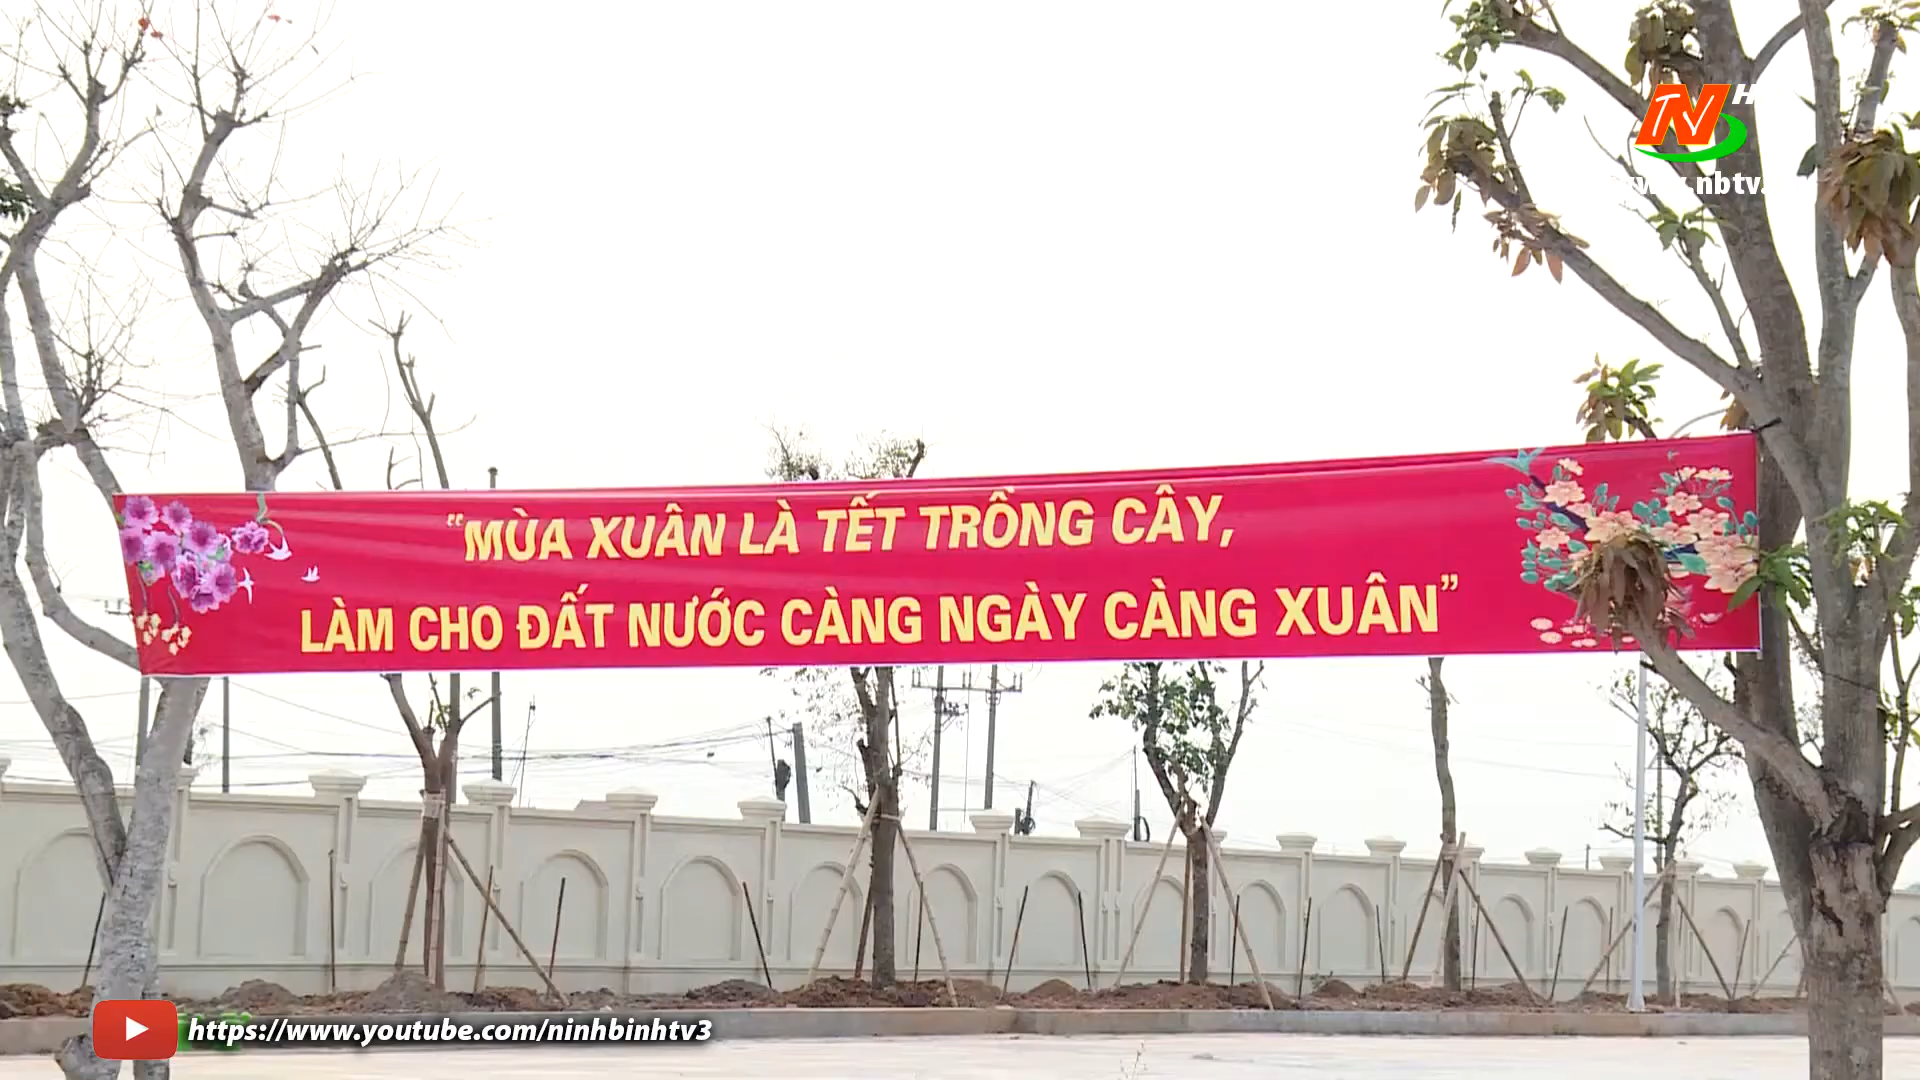 “MÙA XUÂN LÀ TẾT TRỒNG CÂY,
LÀM CHO ĐẤT NƯỚC CÀNG NGÀY CÀNG XUÂN”
NTV
https://www.youtube.com/ninhbinhtv3